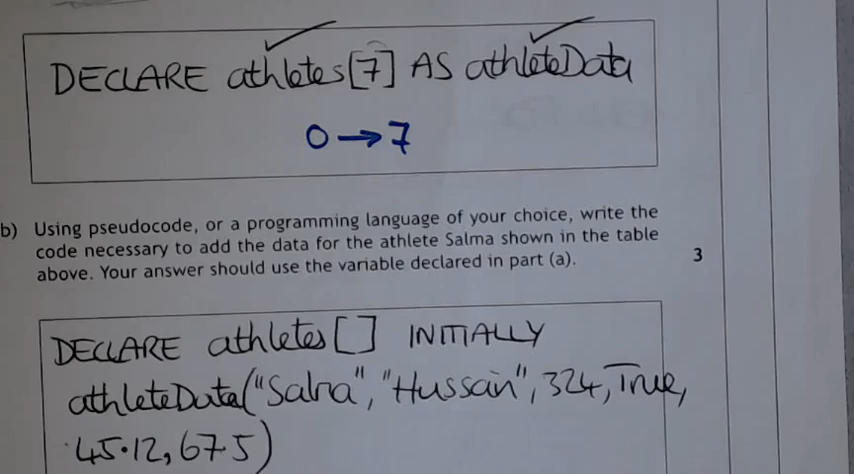 DECLARE athletes[7] AS athleteData
0→7
b) Using pseudocode, or a programming language of your choice, write the
code necessary to add the data for the athlete Salma shown in the table
above. Your answer should use the variable declared in part (a).
3
DECLARE athletes[] INITIALLY
athleteData("Salma", "Hussain", 324, True,
45.12, 67.5)